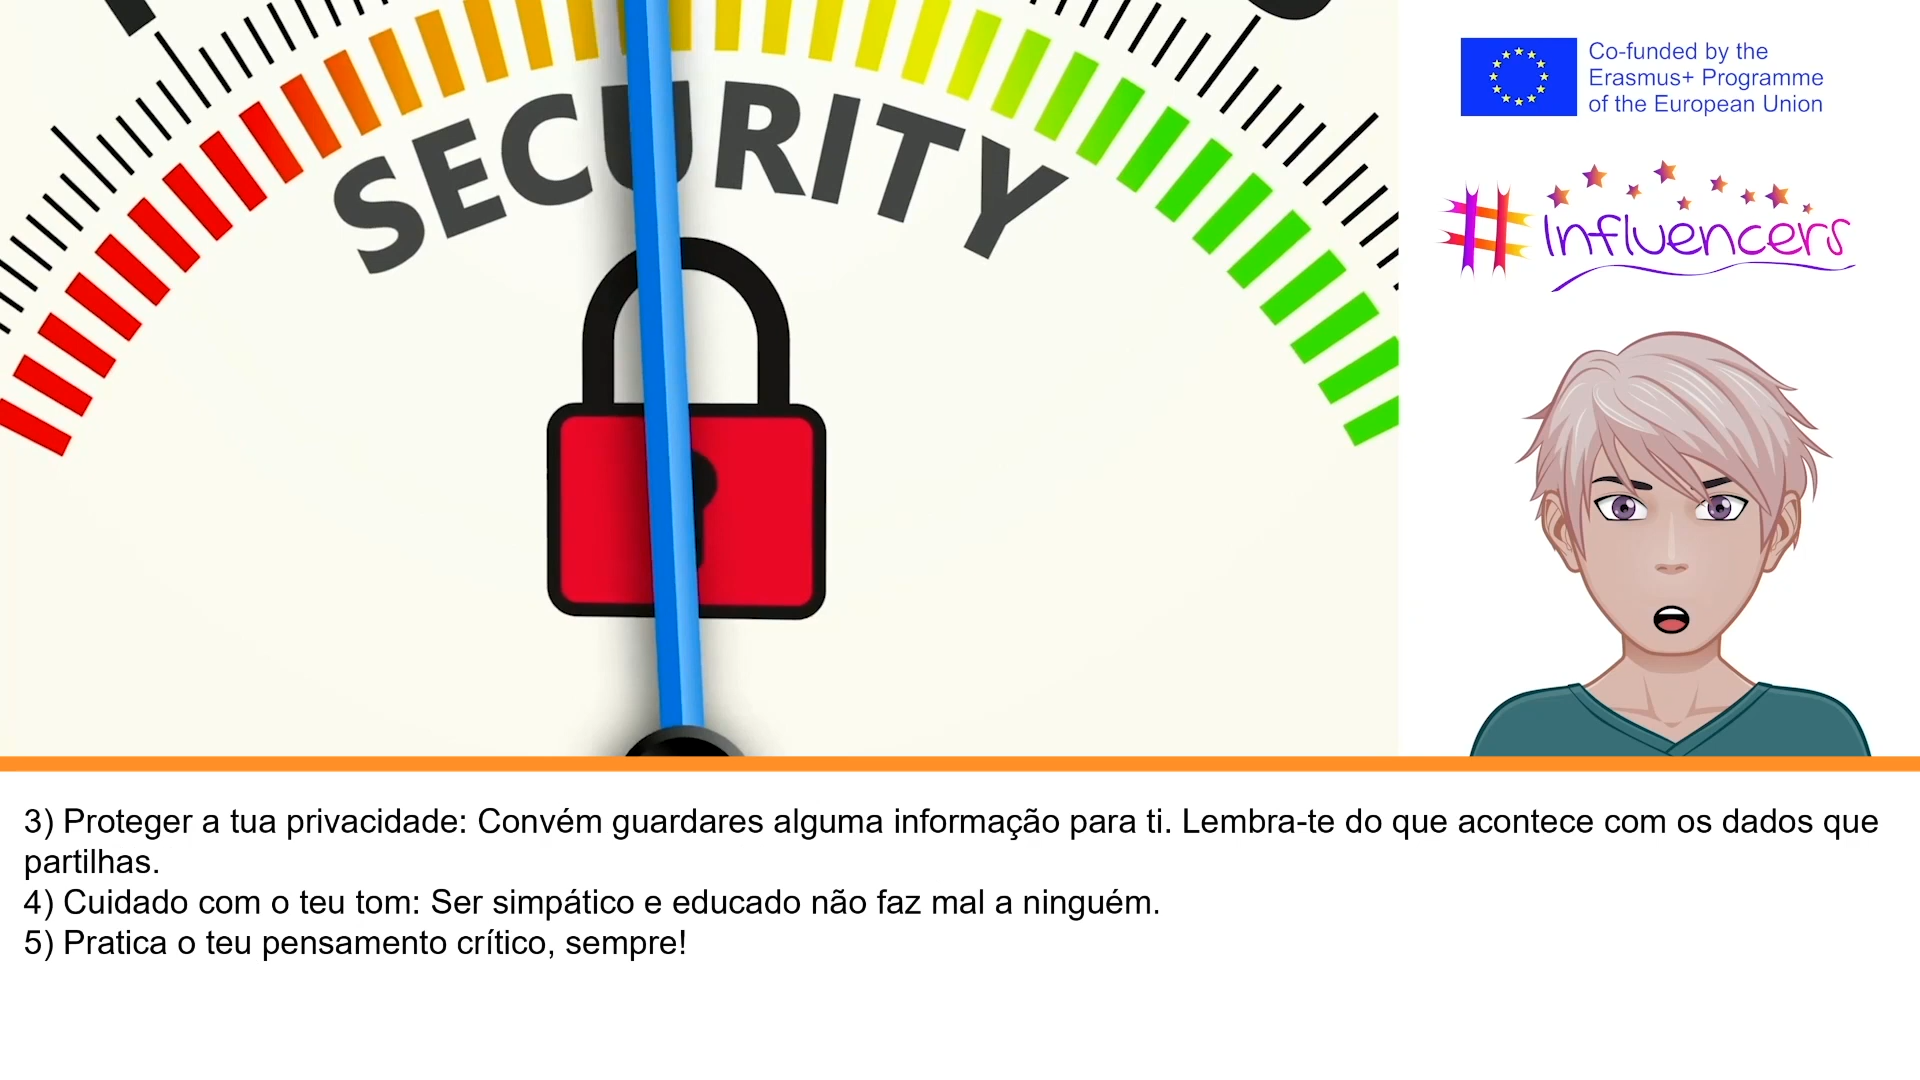 SECURITY
Co-funded by the
Erasmus+ Programme
of the European Union
#Influencers
3) Proteger a tua privacidade: Convém guardares alguma informação para ti. Lembra-te do que acontece com os dados que
partilhas.
4) Cuidado com o teu tom: Ser simpático e educado não faz mal a ninguém.
5) Pratica o teu pensamento crítico, sempre!